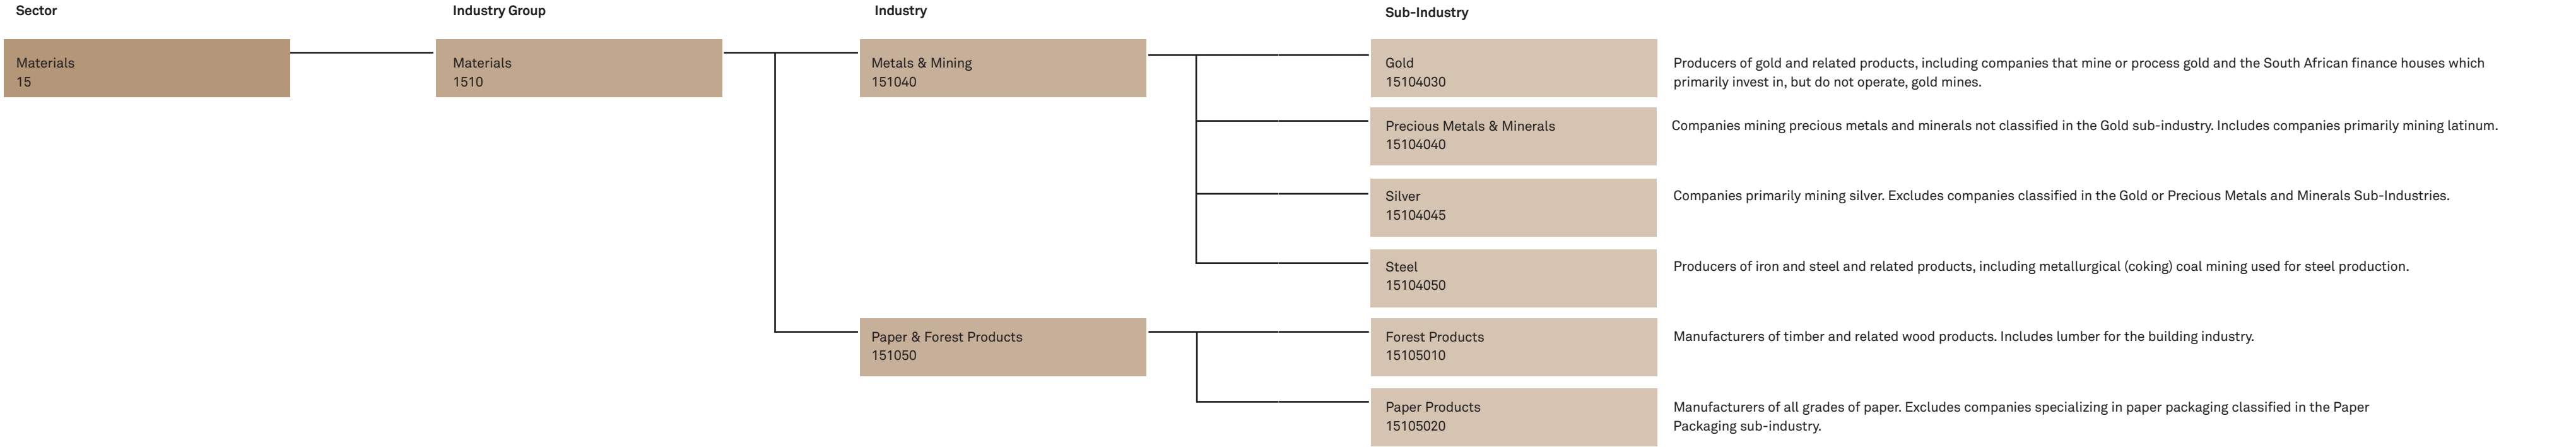 Sector
Industry Group
Industry
Sub-Industry
Materials
15
Materials
1510
Metals & Mining
151040
Gold
15104030
Producers of gold and related products, including companies that mine or process gold and the South African finance houses which
primarily invest in, but do not operate, gold mines.
Precious Metals & Minerals
15104040
Companies mining precious metals and minerals not classified in the Gold sub-industry. Includes companies primarily mining latinum.
Silver
15104045
Companies primarily mining silver. Excludes companies classified in the Gold or Precious Metals and Minerals Sub-Industries.
Steel
15104050
Producers of iron and steel and related products, including metallurgical (coking) coal mining used for steel production.
Paper & Forest Products
151050
Forest Products
15105010
Manufacturers of timber and related wood products. Includes lumber for the building industry.
Paper Products
15105020
Manufacturers of all grades of paper. Excludes companies specializing in paper packaging classified in the Paper
Packaging sub-industry.